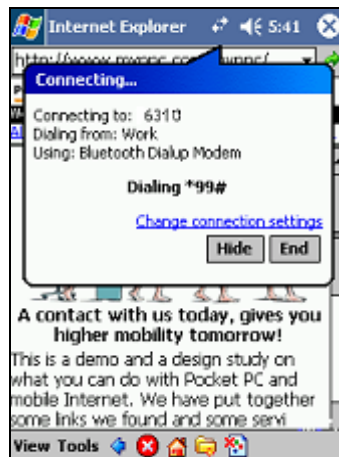 Internet Explorer 5:41
Connecting...
Connecting to: 6310
Dialing from: Work
Using: Bluetooth Dialup Modem
Dialing *99#
Change connection settings
Hide End
A contact with us today, gives you
higher mobility tomorrow!
This is a demo and a design study on
what you can do with Pocket PC and
mobile Internet. We have put together
some links we found and some servi
View Tools